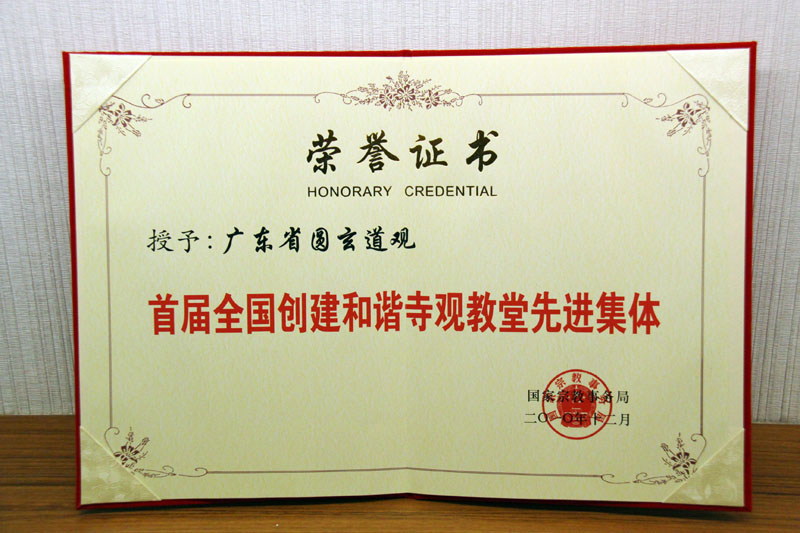 荣誉证书
HONORARY CREDENTIAL
授予：广东省圆玄道观
首届全国创建和谐寺观教堂先进集体
国家宗教事务局
二〇一〇年十二月